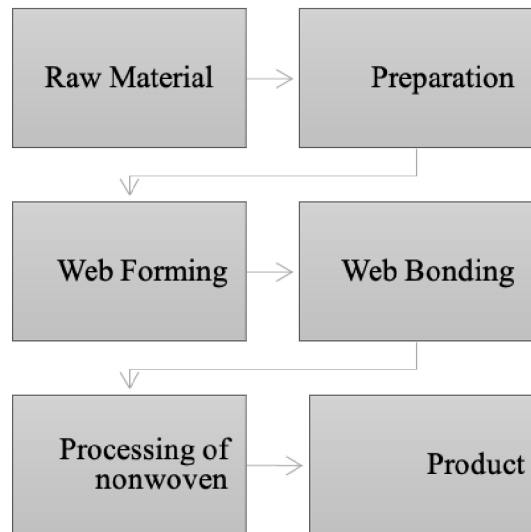 Raw Material
Preparation
Web Forming
Web Bonding
Processing of
nonwoven
Product